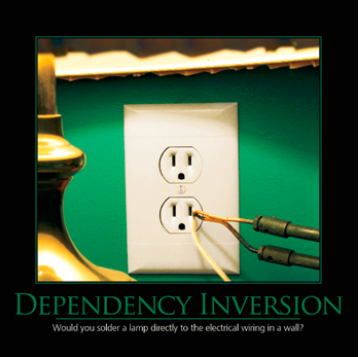 DEPENDENCY INVERSION
Would you solder a lamp directly to the electrical wiring in a wall?